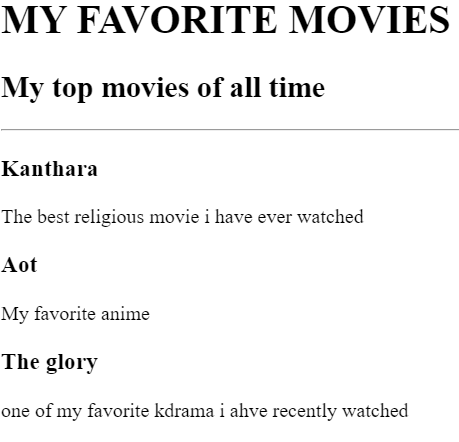 MY FAVORITE MOVIES
My top movies of all time
Kanthara
The best religious movie i have ever watched
Aot
My favorite anime
The glory
one of my favorite kdrama i ahve recently watched